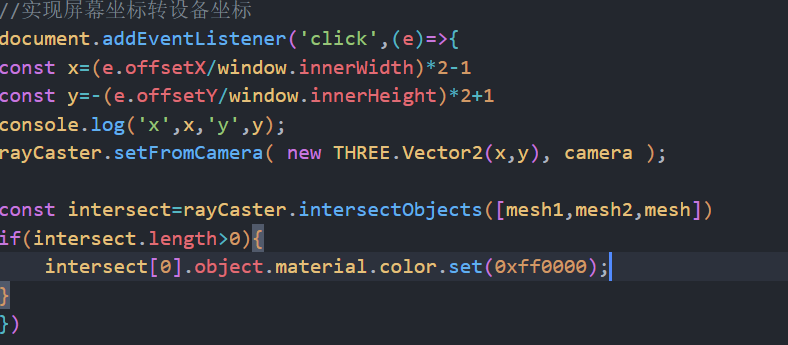 //实现屏幕坐标转设备坐标
document.addEventListener('click',(e)=>{
const x=(e.offsetX/window.innerWidth)*2-1
const y=-(e.offsetY/window.innerHeight)*2+1
console.log('x',x,'y',y);
rayCaster.setFromCamera( new THREE.Vector2(x,y), camera );
const intersect=rayCaster.intersectObjects([mesh1,mesh2,mesh])
if(intersect.length>0){
intersect[0].object.material.color.set(0xff0000);
}
})